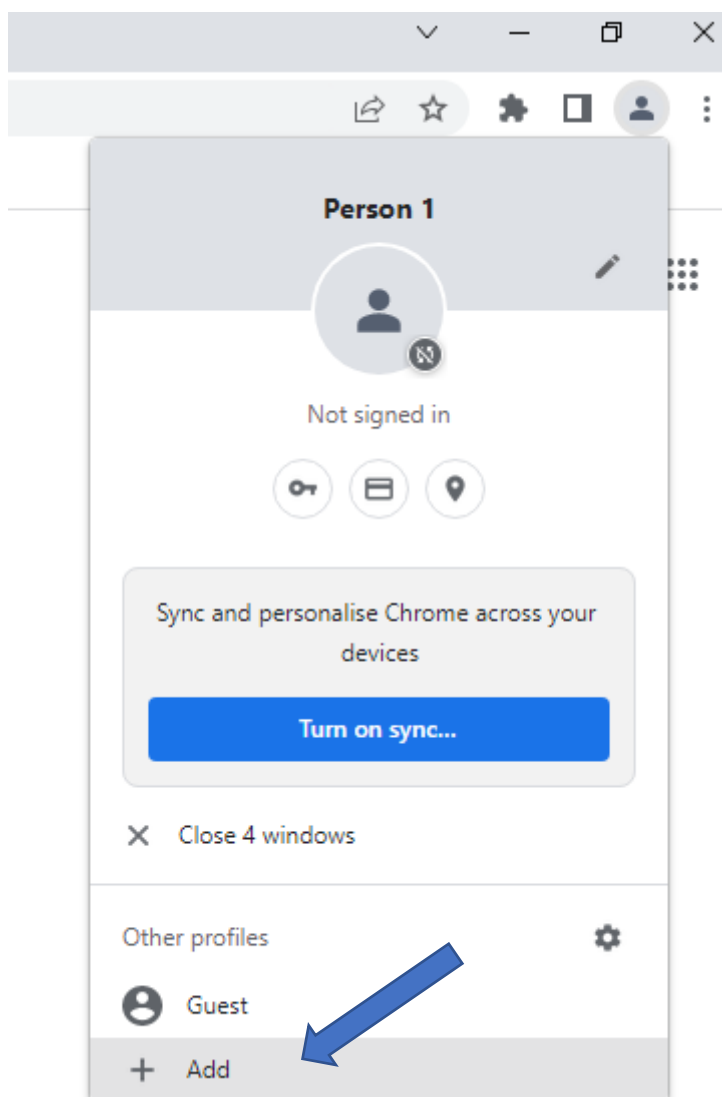 Person 1
Not signed in
Sync and personalise Chrome across your
devices
Turn on sync...
Close 4 windows
Other profiles
Guest
Add